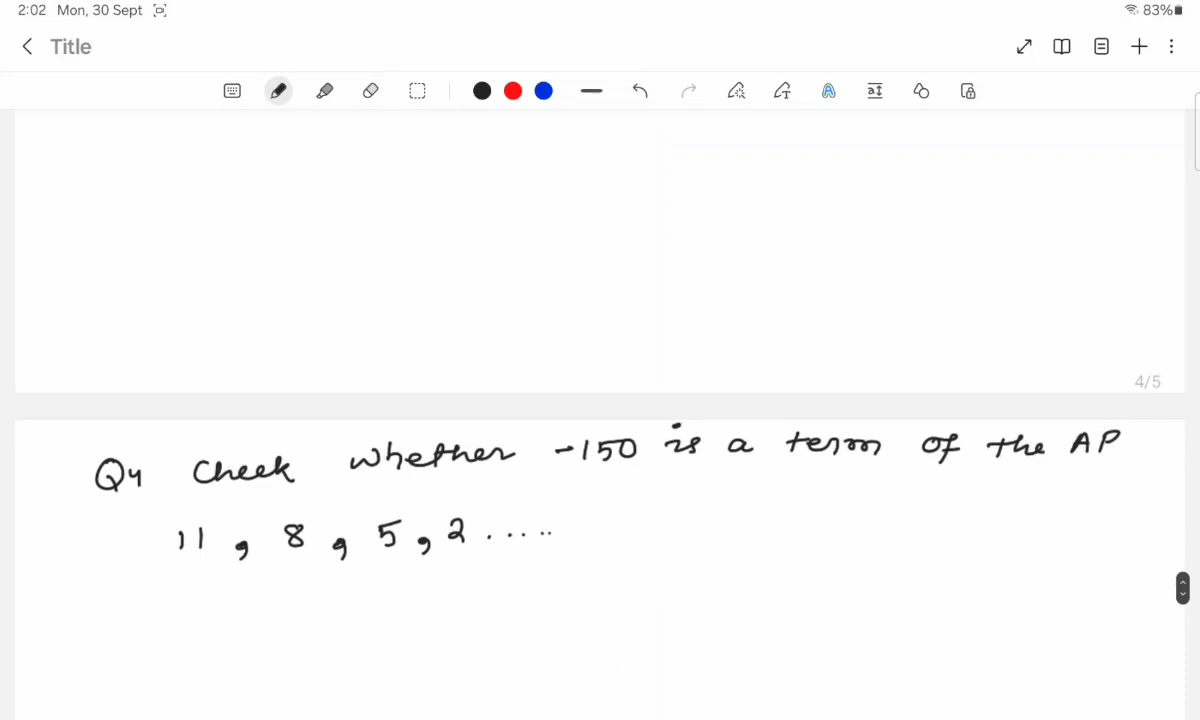 2:02 Mon, 30 Sept 83%
Title
4/5
Q4 Check whether -150 is a term of the AP
11, 8, 5, 2 ......